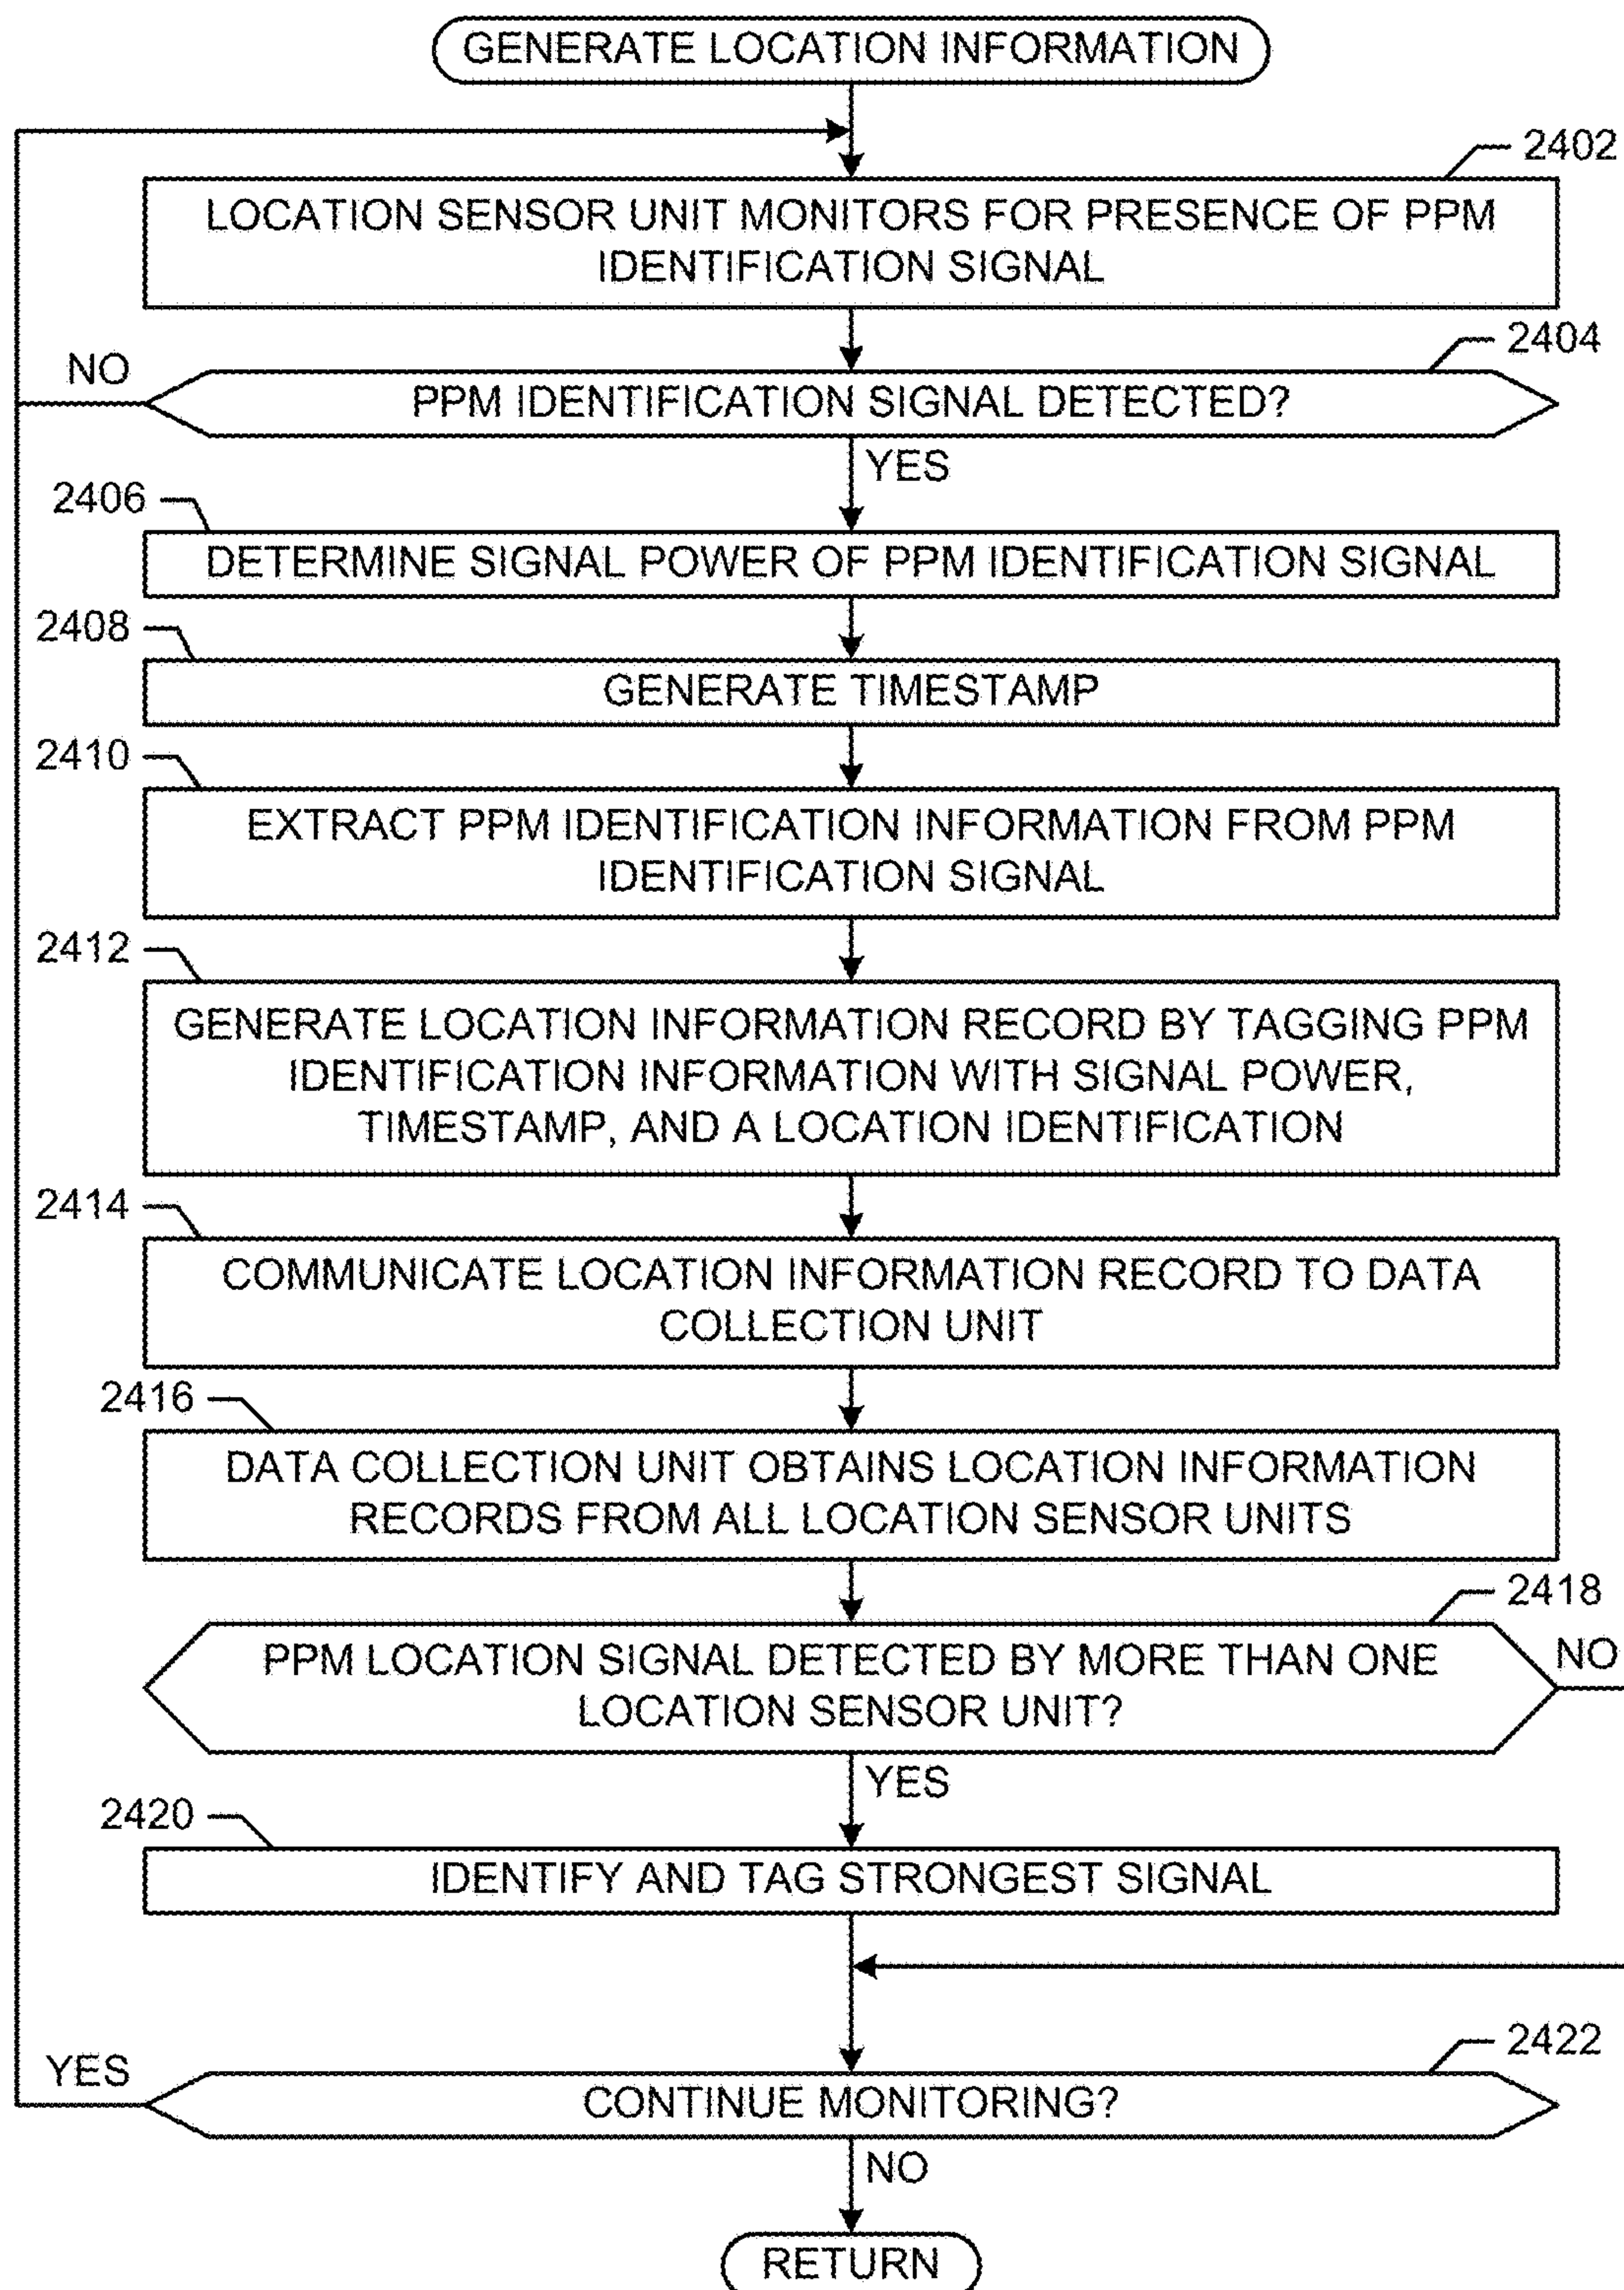 GENERATE LOCATION INFORMATION
2402
LOCATION SENSOR UNIT MONITORS FOR PRESENCE OF PPM
IDENTIFICATION SIGNAL
2404
NO
PPM IDENTIFICATION SIGNAL DETECTED?
YES
2406
DETERMINE SIGNAL POWER OF PPM IDENTIFICATION SIGNAL
2408
GENERATE TIMESTAMP
2410
EXTRACT PPM IDENTIFICATION INFORMATION FROM PPM
IDENTIFICATION SIGNAL
2412
GENERATE LOCATION INFORMATION RECORD BY TAGGING PPM
IDENTIFICATION INFORMATION WITH SIGNAL POWER,
TIMESTAMP, AND A LOCATION IDENTIFICATION
2414
COMMUNICATE LOCATION INFORMATION RECORD TO DATA
COLLECTION UNIT
2416
DATA COLLECTION UNIT OBTAINS LOCATION INFORMATION
RECORDS FROM ALL LOCATION SENSOR UNITS
2418
PPM LOCATION SIGNAL DETECTED BY MORE THAN ONE
LOCATION SENSOR UNIT?
NO
YES
2420
IDENTIFY AND TAG STRONGEST SIGNAL
2422
YES
CONTINUE MONITORING?
NO
RETURN